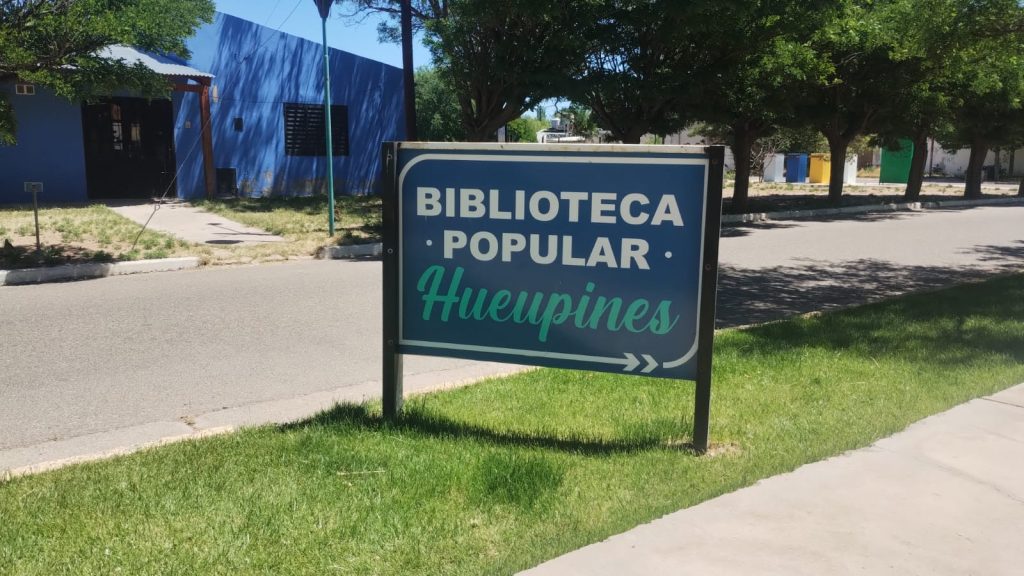 BIBLIOTECA
· POPULAR ·
Hueupines